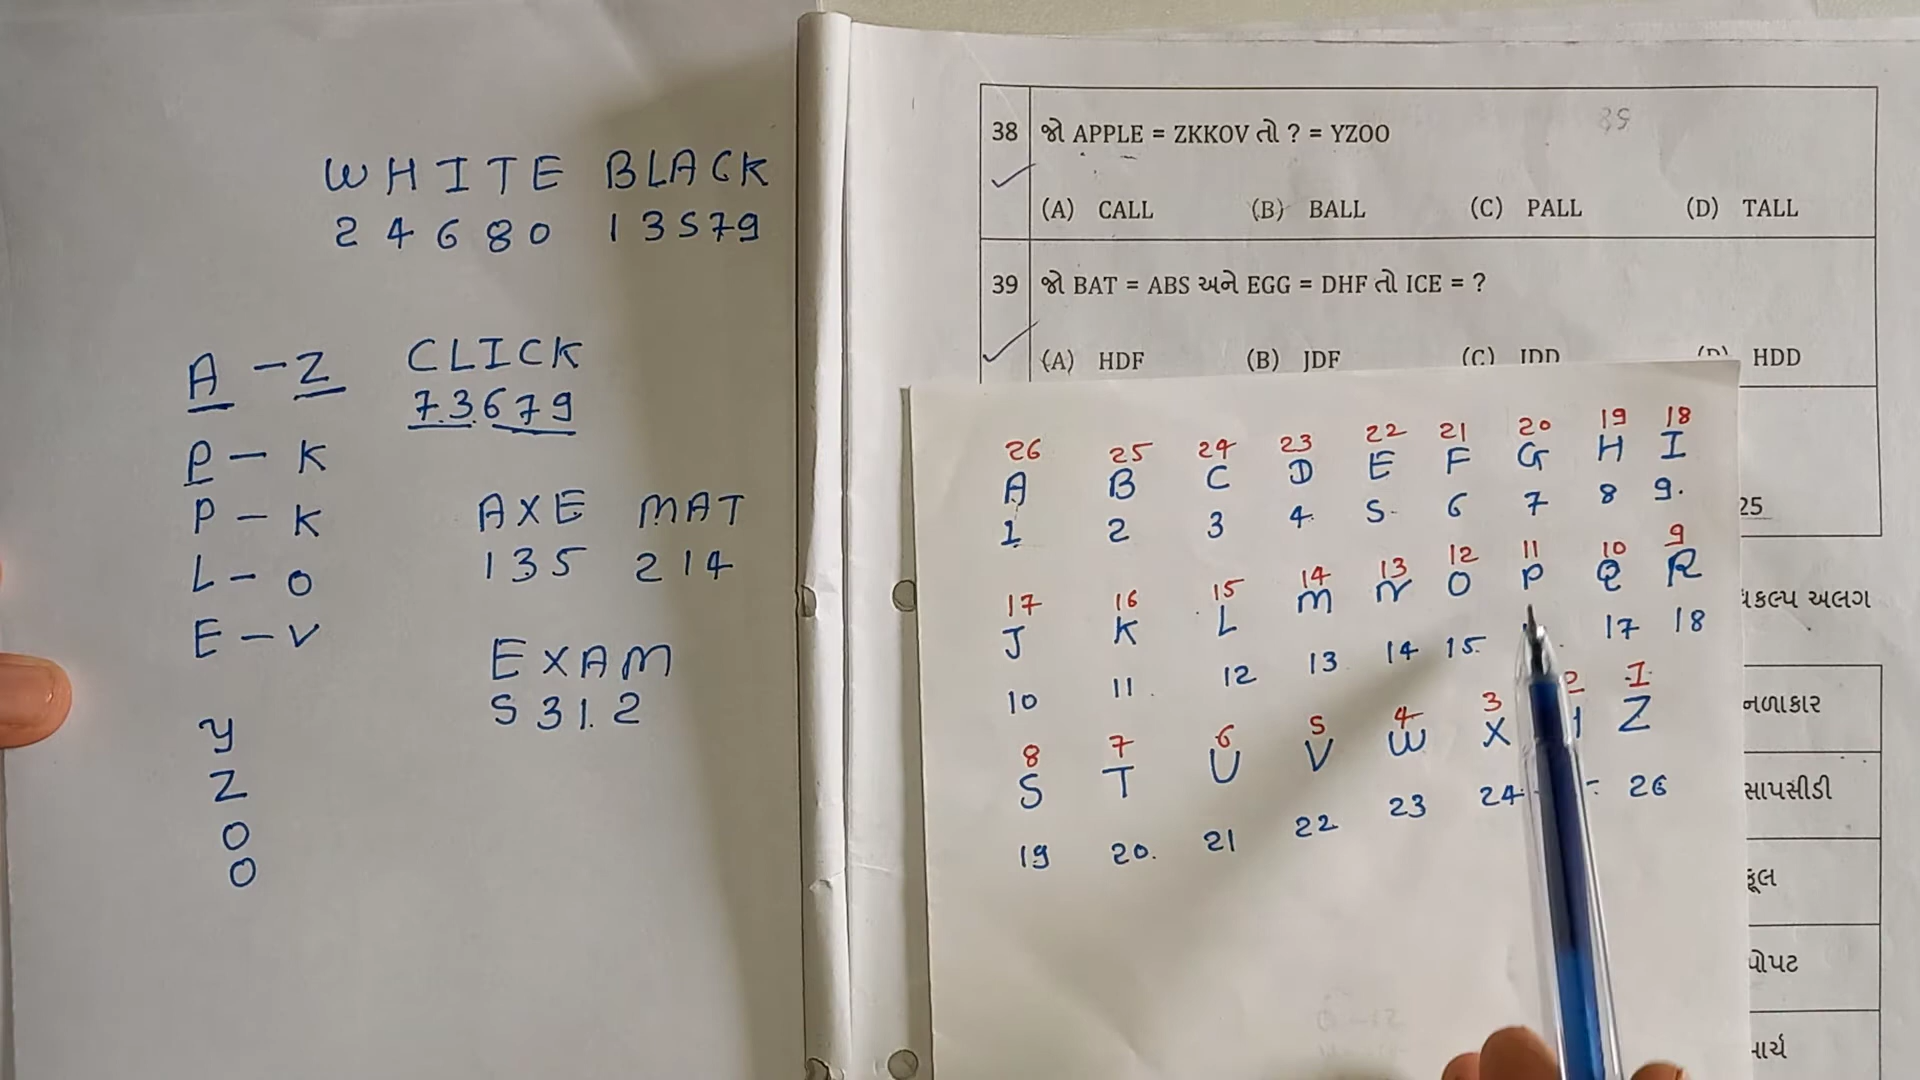 WHITE BLACK
24680 13579
A - Z
P - K
P - K
L - O
E - V
Y
Z
O
O
CLICK
73679
AXE MAT
135 214
EXAM
531.2
38 જો APPLE = ZKKOV તો ? = YZOO
(A) CALL (B) BALL (C) PALL (D) TALL
39 જો BAT = ABS અને EGG = DHF તો ICE = ?
(A) HDF (B) JDF (C) JDD (D) HDD
26 25 24 23 22 21 20 19 18
A B C D E F G H I
1 2 3 4 5 6 7 8 9.
17 16 15 14 13 12 11 10 9
J K L M N O P Q R
10 11. 12 13 14 15. 17 18
8 7 6 5 4 3 2 1
S T U V W X Z
19 20. 21 22 23 24 26
25
અલગ
નળાકાર
સાપસીડી
ફૂલ
પોપટ